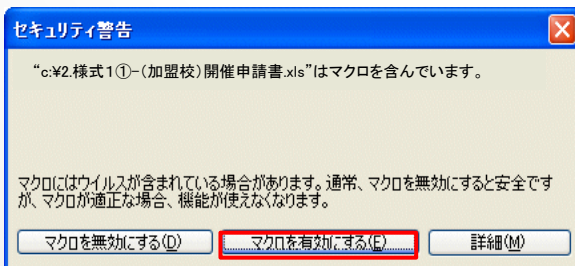 セキュリティ警告
“c:¥2.様式1①-(加盟校)開催申請書.xls”はマクロを含んでいます。
マクロにはウイルスが含まれている場合があります。通常、マクロを無効にすると安全です
が、マクロが適正な場合、機能が使えなくなります。
マクロを無効にする(D)
マクロを有効にする(E)
詳細(M)